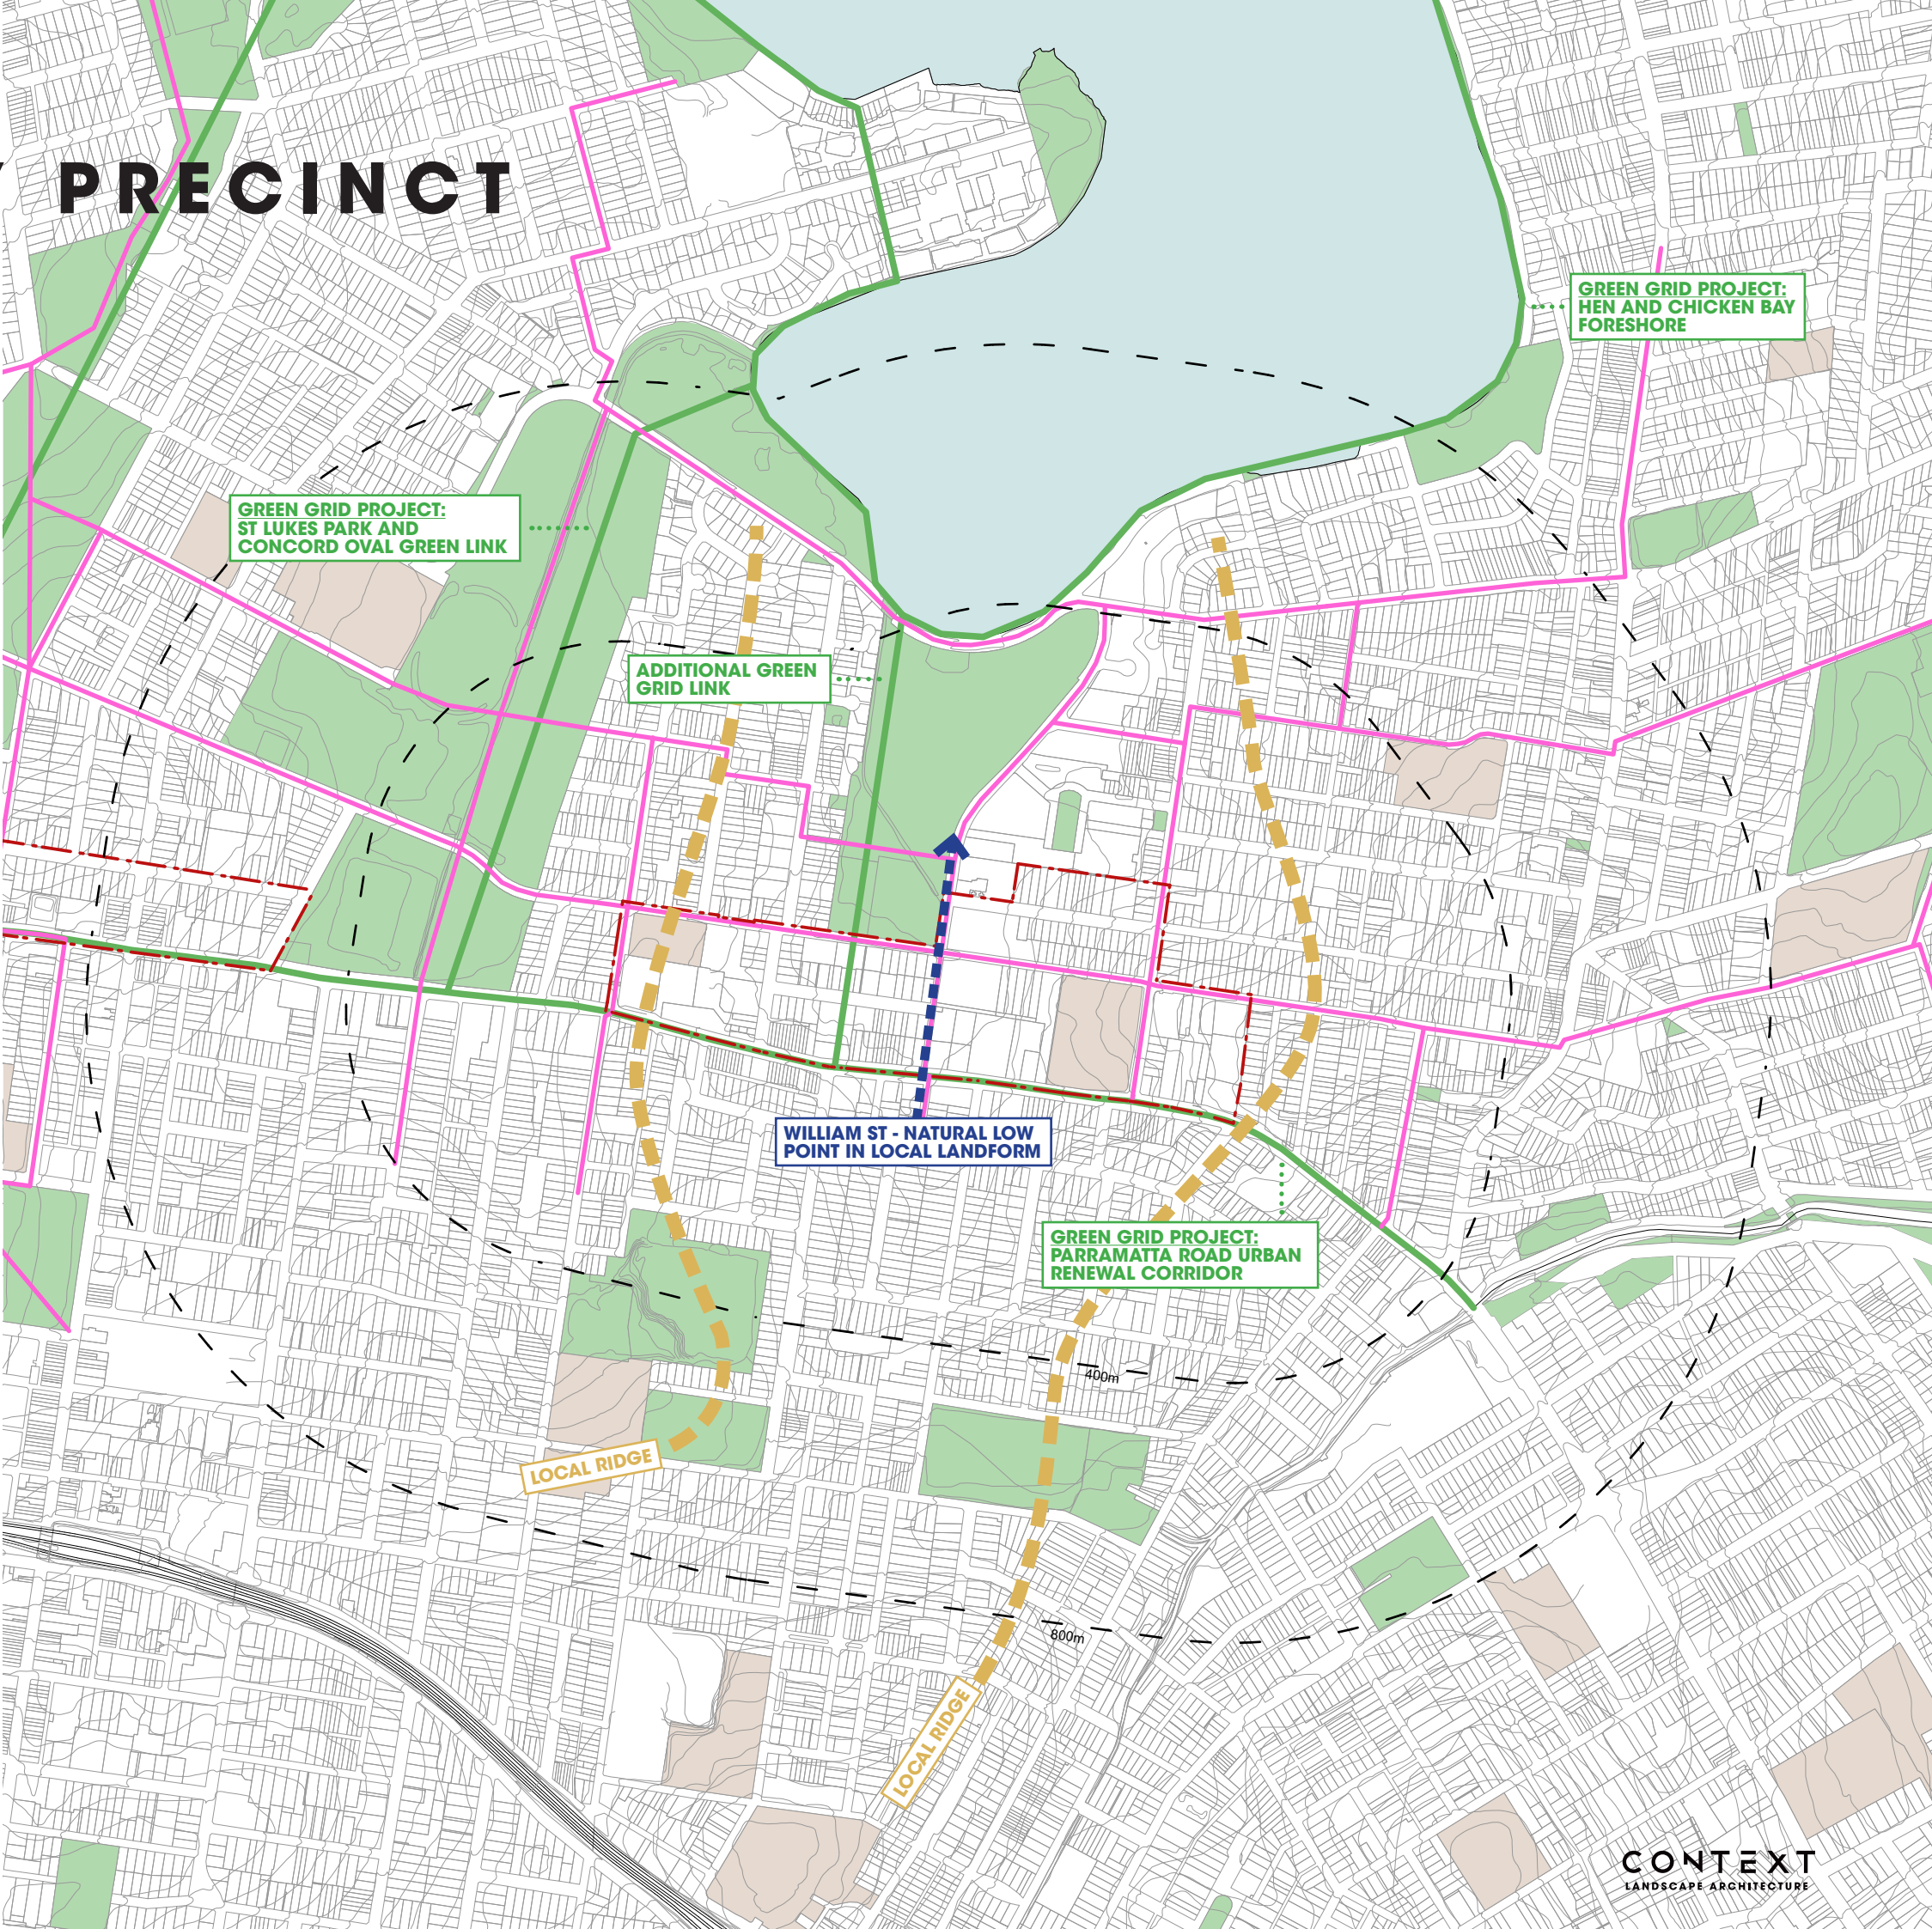 PRECINCT
GREEN GRID PROJECT:
HEN AND CHICKEN BAY
FORESHORE
GREEN GRID PROJECT:
ST LUKES PARK AND
CONCORD OVAL GREEN LINK
ADDITIONAL GREEN
GRID LINK
WILLIAM ST - NATURAL LOW
POINT IN LOCAL LANDFORM
GREEN GRID PROJECT:
PARRAMATTA ROAD URBAN
RENEWAL CORRIDOR
400m
LOCAL RIDGE
800m
LOCAL RIDGE
CONTEXT
LANDSCAPE ARCHITECTURE